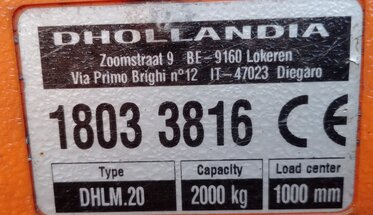 DHOLLANDIA
Zoomstraat 9 BE-9160 Lokeren
Via Primo Brighi n°12 IT-47023 Diegaro
1803 3816 CE
Type Capacity Load center
DHLM.20 2000 kg 1000 mm